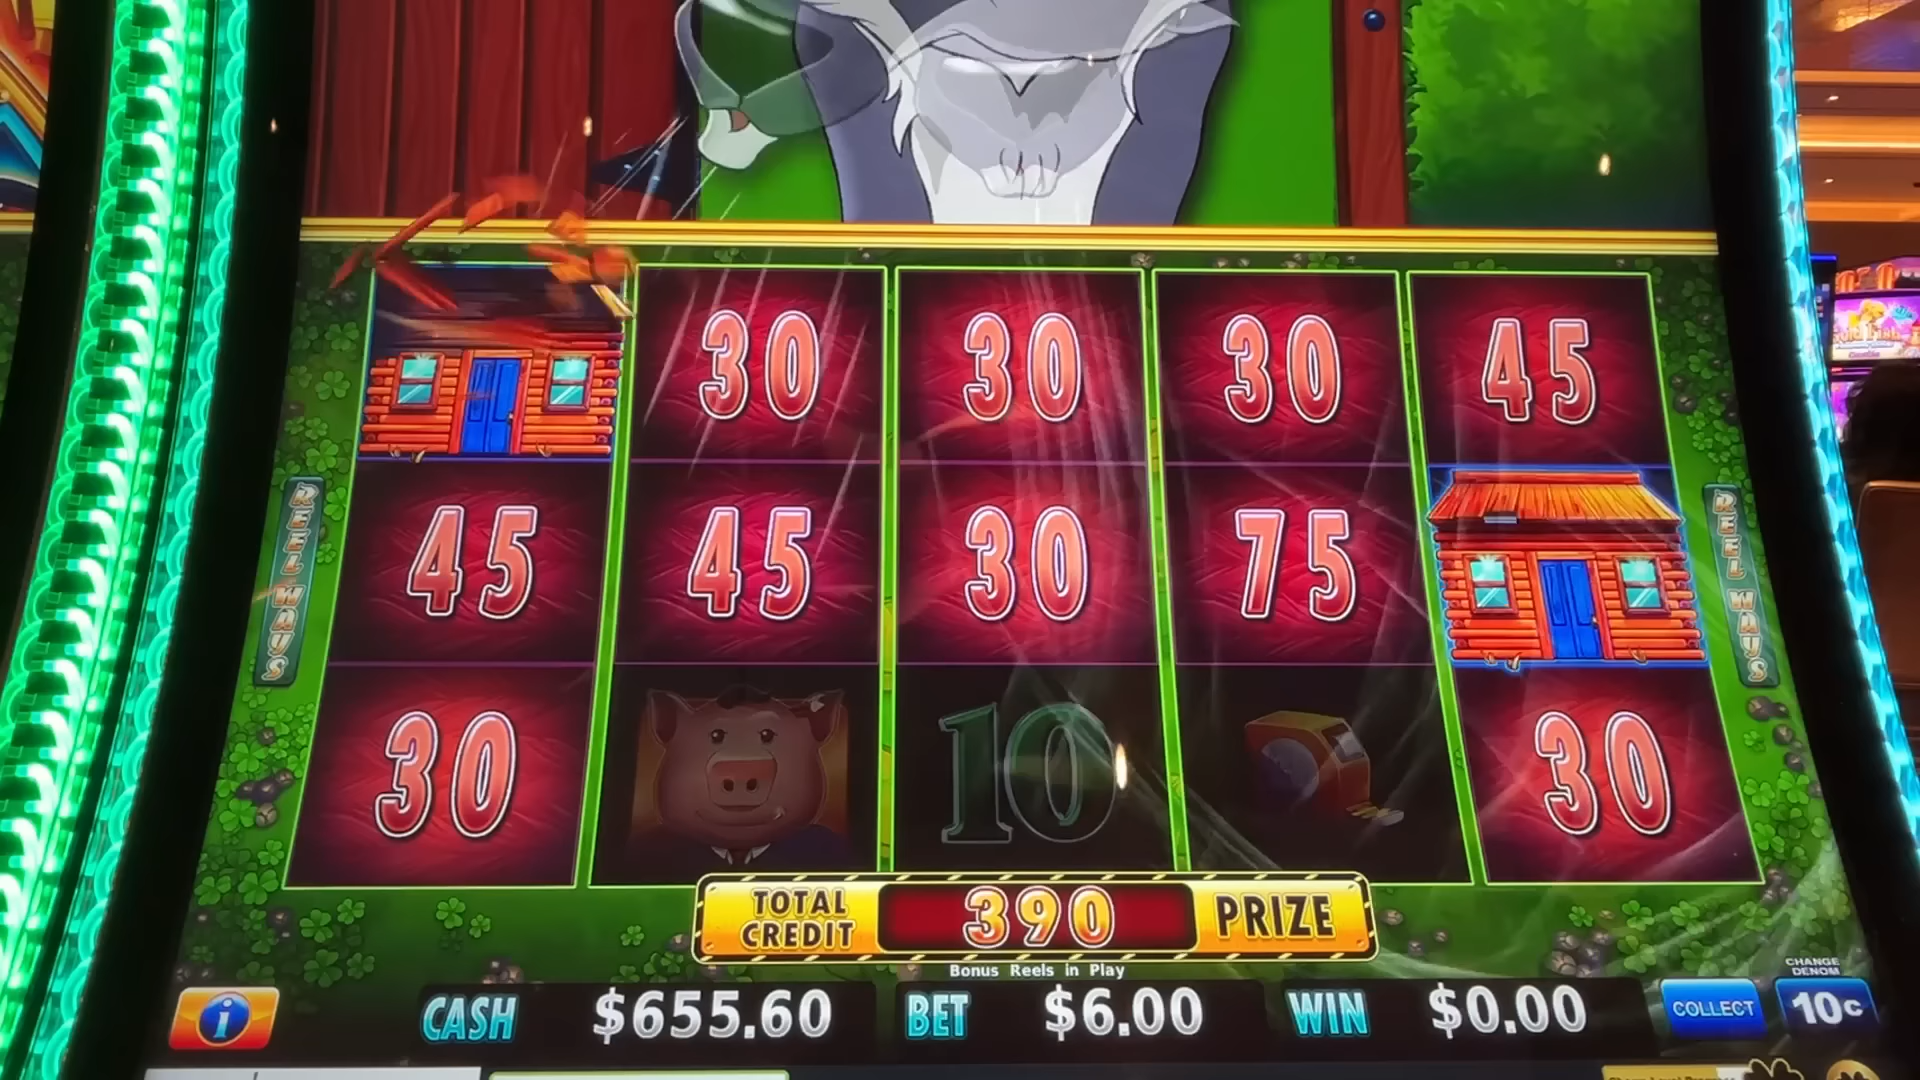 30 30 30 45
45 45 30 75
30 10 30
REEL WAYS
REEL WAYS
TOTAL CREDIT 390 PRIZE
Bonus Reels in Play
CHANGE DENOM
CASH $655.60 BET $6.00 WIN $0.00 COLLECT 10¢
i